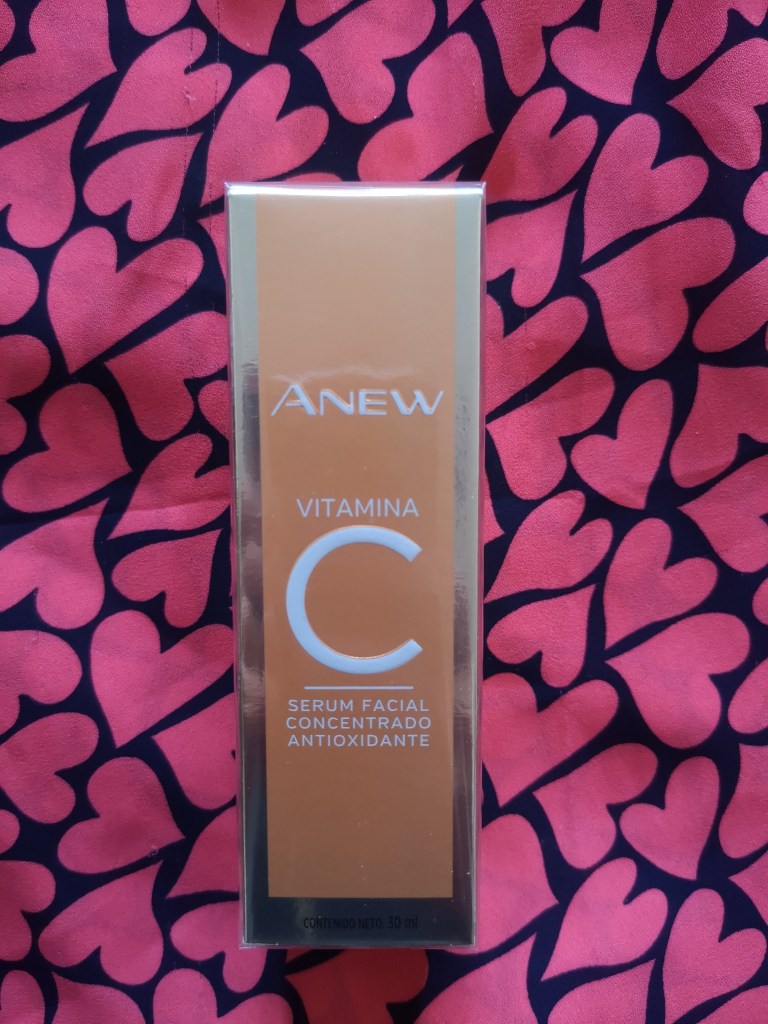 ANEW
VITAMINA
C
SERUM FACIAL
CONCENTRADO
ANTIOXIDANTE
CONTENIDO NETO: 30 ml